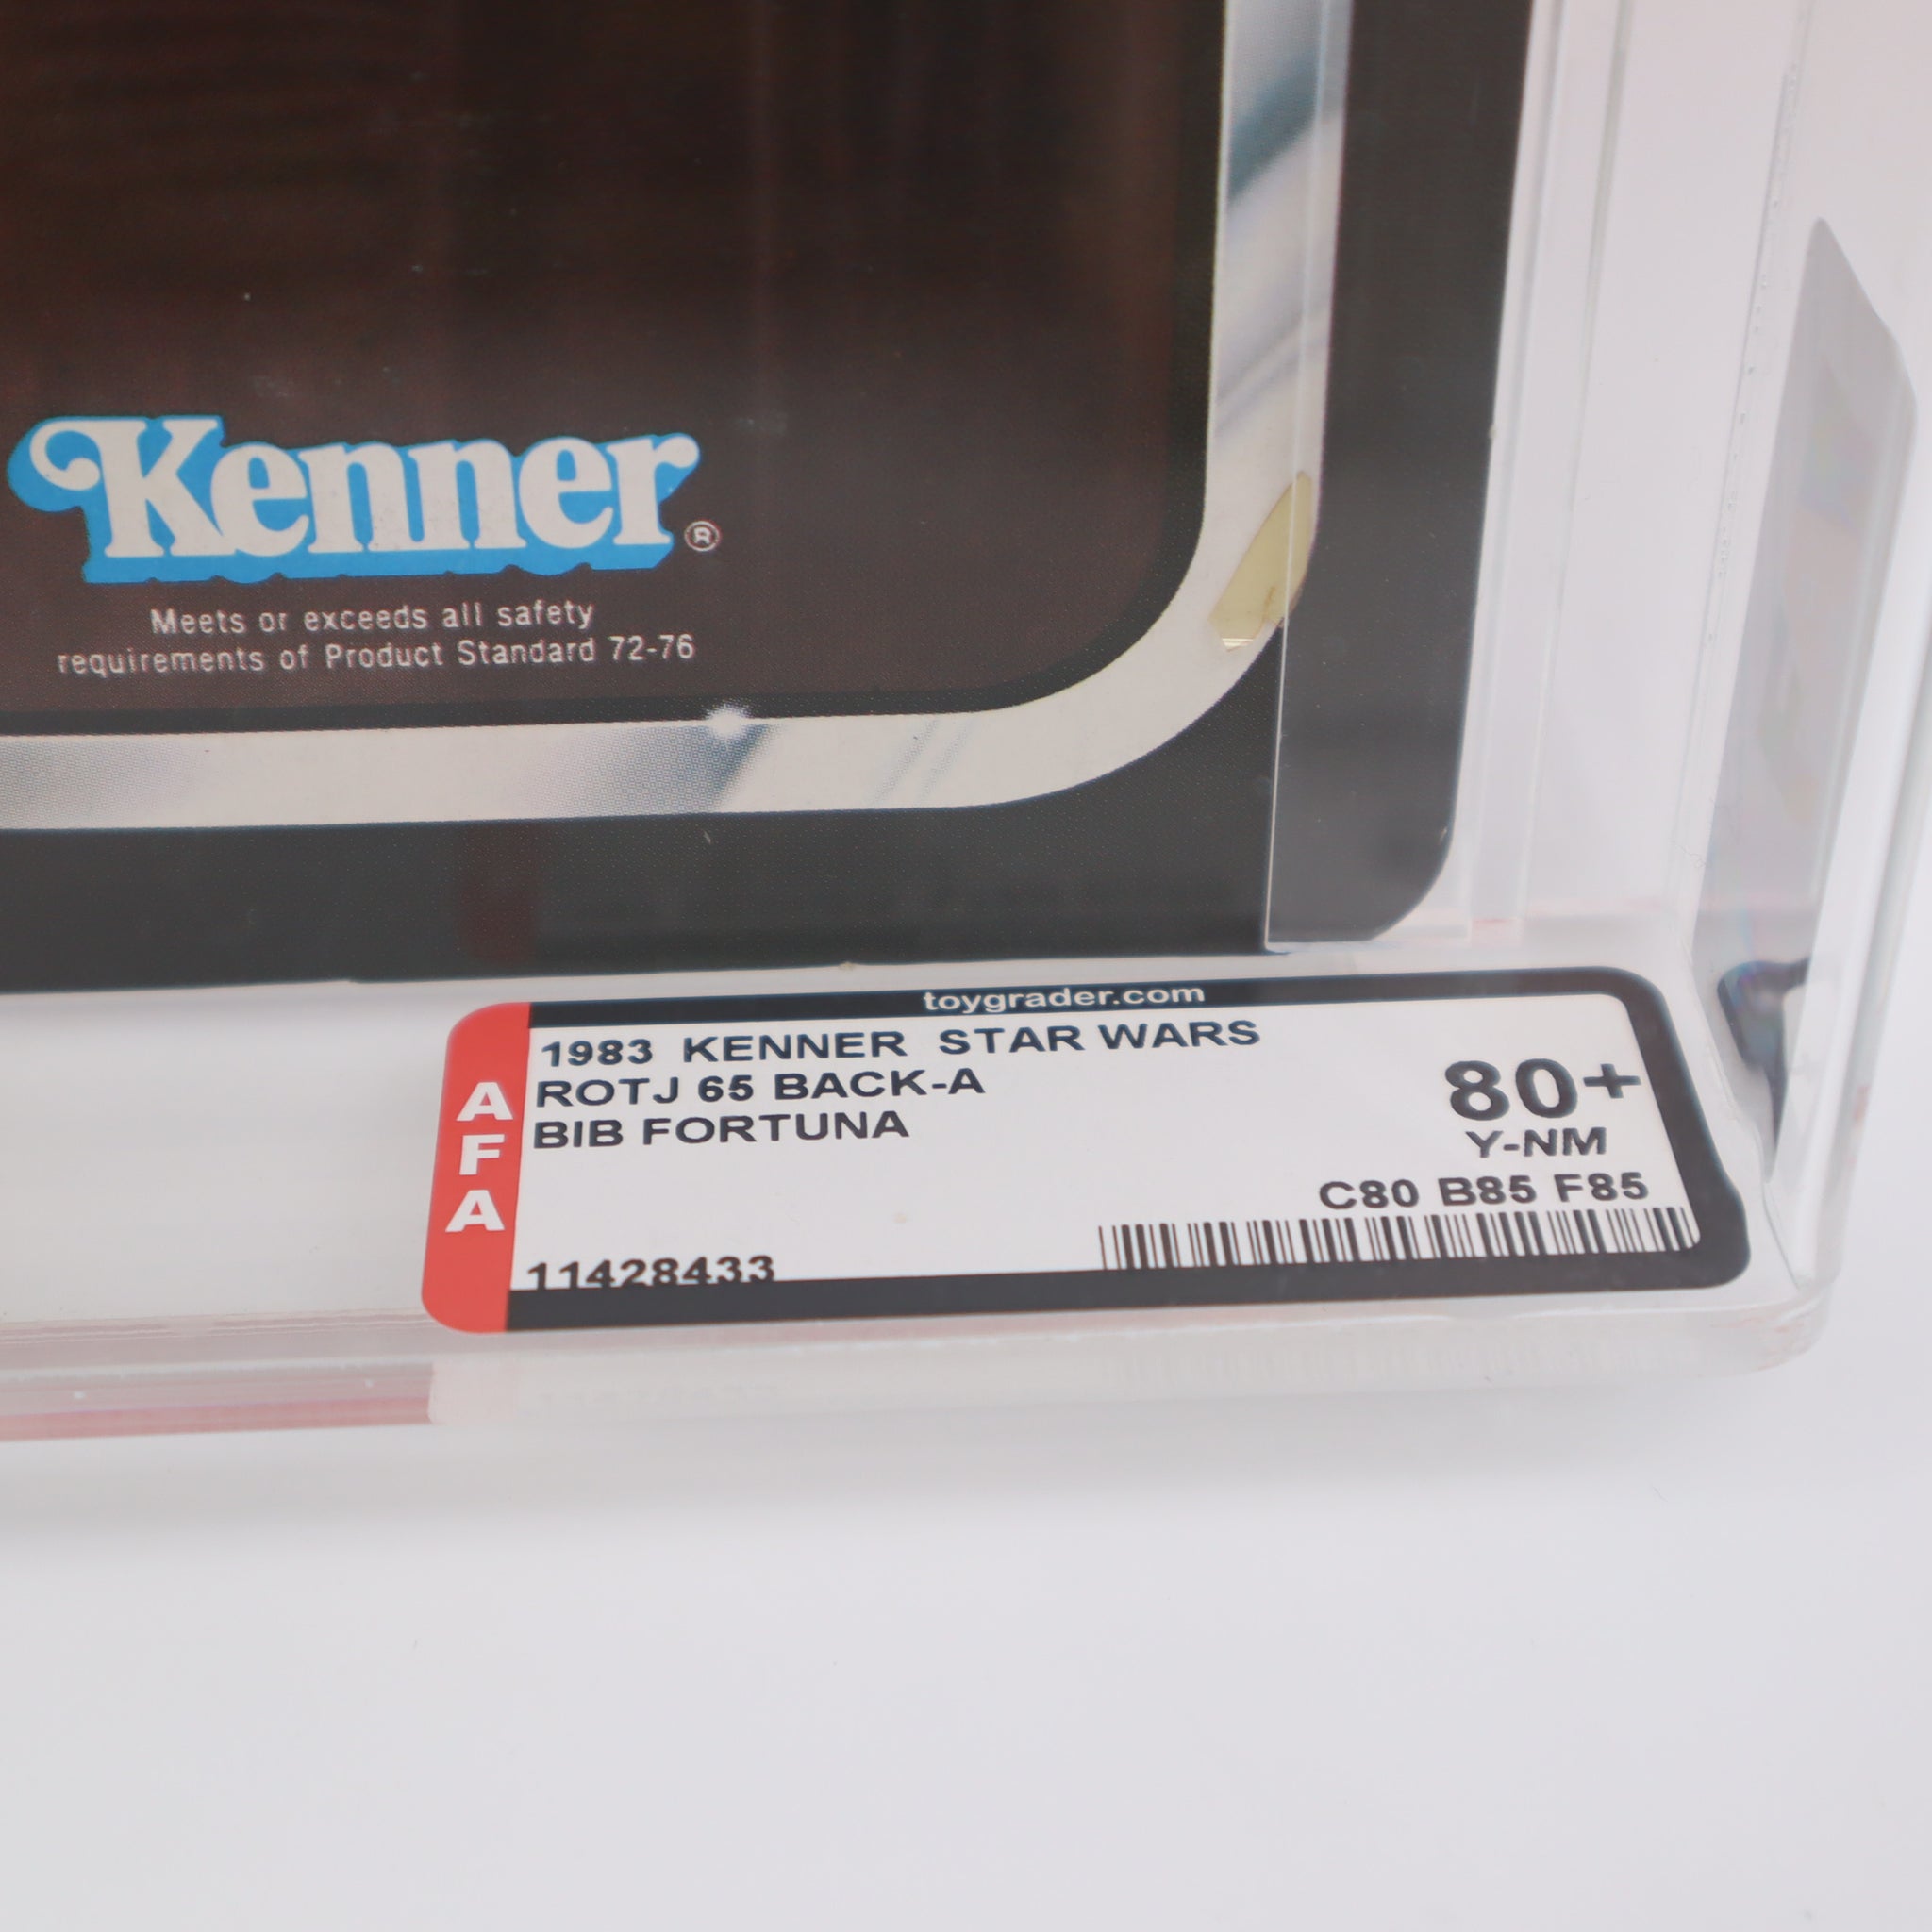 Kenner®
Meets or exceeds all safety
requirements of Product Standard 72-76
toygrader.com
AFA
1983 KENNER STAR WARS
ROTJ 65 BACK-A
BIB FORTUNA
80+
Y-NM
C80 B85 F85
11428433